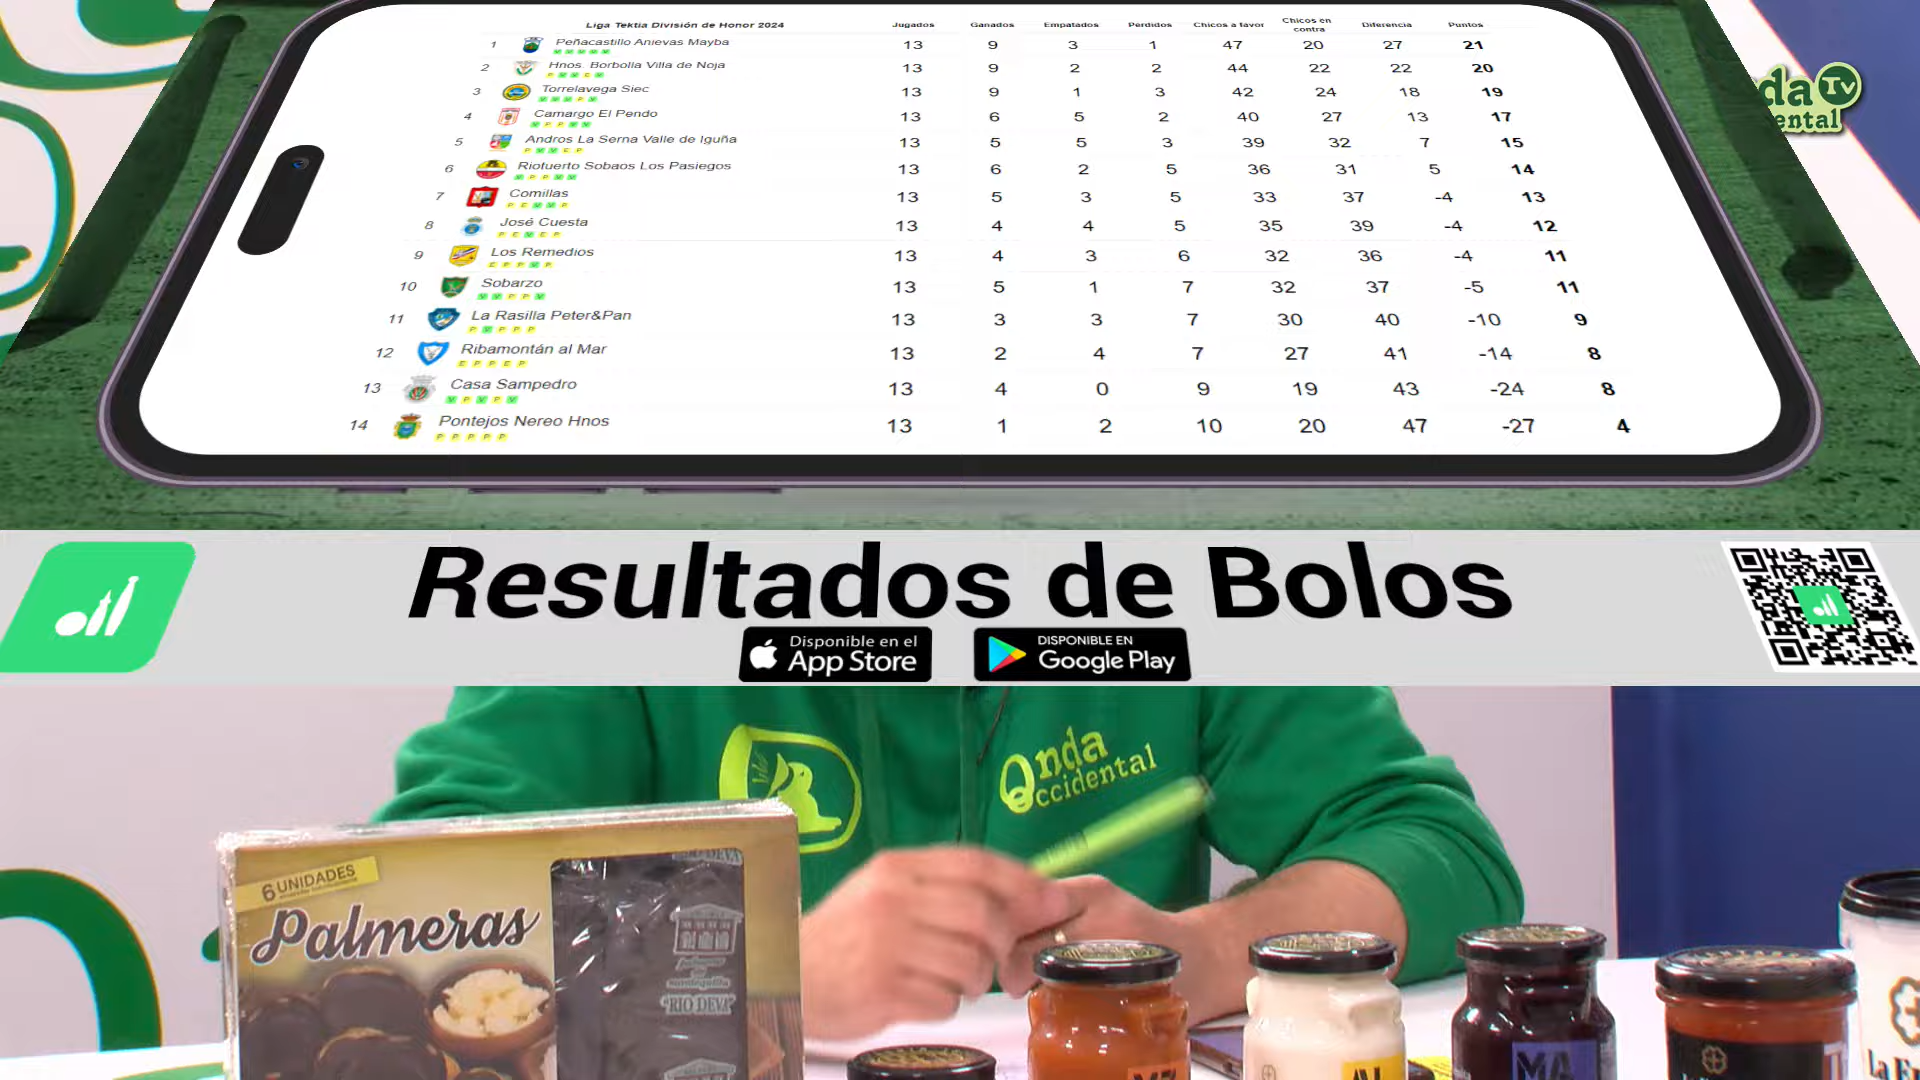 Liga Tektia División de Honor 2024 Jugados Ganados Empatados Perdidos Chicos a favor Chicos en contra Diferencia Puntos
1 Peñacastillo Anievas Mayba 13 9 3 1 47 20 27 21
V V V V V
2 Hnos. Borbolla Villa de Noja 13 9 2 2 44 22 22 20
P V V E V
3 Torrelavega Siec 13 9 1 3 42 24 18 19
V V V P V
4 Camargo El Pendo 13 6 5 2 40 27 13 17
V P P V V
5 Andros La Serna Valle de Iguña 13 5 5 3 39 32 7 15
P V V E P
6 Riotuerto Sobaos Los Pasiegos 13 6 2 5 36 31 5 14
V P P V V
7 Comillas 13 5 3 5 33 37 -4 13
P E V V P
8 José Cuesta 13 4 4 5 35 39 -4 12
P E V E P
9 Los Remedios 13 4 3 6 32 36 -4 11
E P P V P
10 Sobarzo 13 5 1 7 32 37 -5 11
V V P P V
11 La Rasilla Peter&Pan 13 3 3 7 30 40 -10 9
P V P P P
12 Ribamontán al Mar 13 2 4 7 27 41 -14 8
E P P E P
13 Casa Sampedro 13 4 0 9 19 43 -24 8
V P V P V
14 Pontejos Nereo Hnos 13 1 2 10 20 47 -27 4
P P P P P
da Tv
ental
Resultados de Bolos
Disponible en el
App Store
DISPONIBLE EN
Google Play
Onda
Occidental
6 UNIDADES
Palmeras
"RIO DEVA"
MA
La